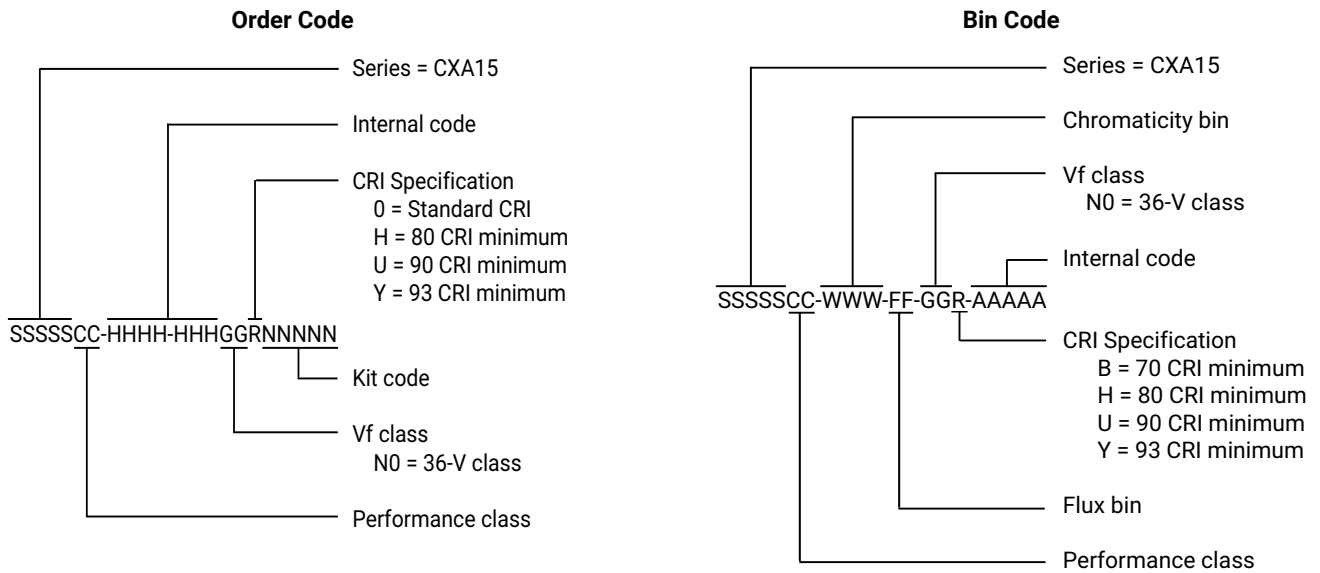 Order Code
Series = CXA15
Internal code
CRI Specification
0 = Standard CRI
H = 80 CRI minimum
U = 90 CRI minimum
Y = 93 CRI minimum
SSSSSCC-HHHH-HHHGGRNNNNN
Kit code
Vf class
N0 = 36-V class
Performance class
Bin Code
Series = CXA15
Chromaticity bin
Vf class
N0 = 36-V class
Internal code
SSSSSCC-WWW-FF-GGR-AAAAA
CRI Specification
B = 70 CRI minimum
H = 80 CRI minimum
U = 90 CRI minimum
Y = 93 CRI minimum
Flux bin
Performance class